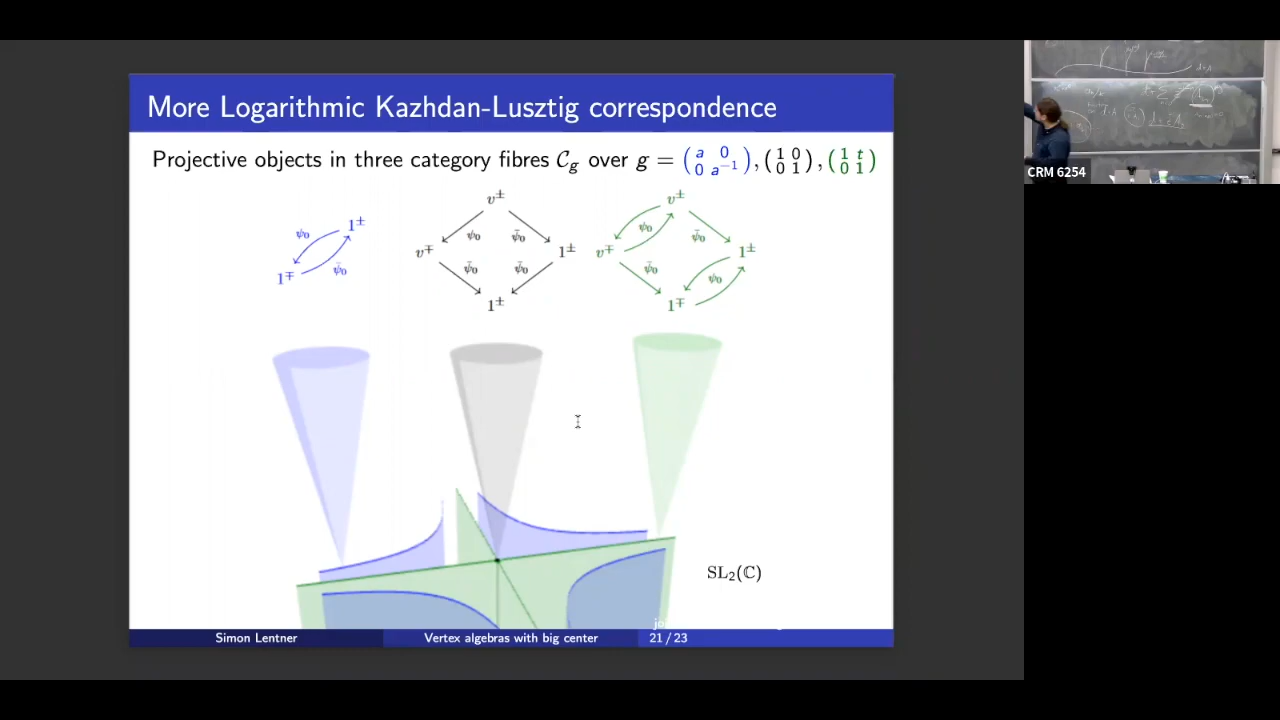 More Logarithmic Kazhdan-Lusztig correspondence
Projective objects in three category fibres 𝒞_g over g = (a 0 / 0 a⁻¹), (1 0 / 0 1), (1 t / 0 1)
1^± ψ₀ 1^∓ ψ̄₀
v^± ψ₀ ψ̄₀ v^∓ 1^± ψ̄₀ ψ̄₀ 1^±
v^± ψ₀ ψ̄₀ v^∓ 1^± ψ̄₀ ψ₀ 1^∓
SL₂(ℂ)
Simon Lentner
Vertex algebras with big center
21 / 23
CRM 6254